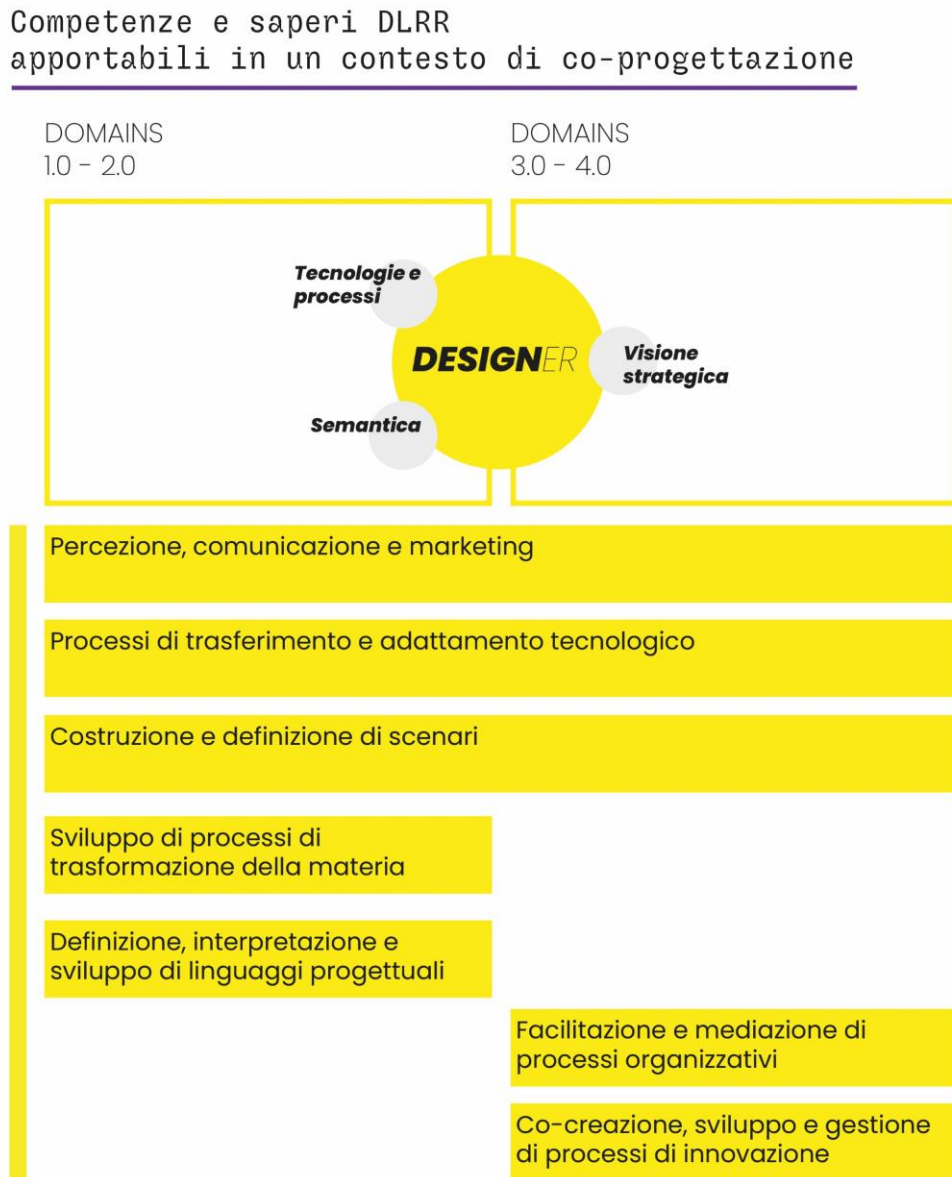 Competenze e saperi DLRR
apportabili in un contesto di co-progettazione
DOMAINS
1.0 - 2.0
DOMAINS
3.0 - 4.0
Tecnologie e
processi
DESIGNER
Visione
strategica
Semantica
Percezione, comunicazione e marketing
Processi di trasferimento e adattamento tecnologico
Costruzione e definizione di scenari
Sviluppo di processi di
trasformazione della materia
Definizione, interpretazione e
sviluppo di linguaggi progettuali
Facilitazione e mediazione di
processi organizzativi
Co-creazione, sviluppo e gestione
di processi di innovazione